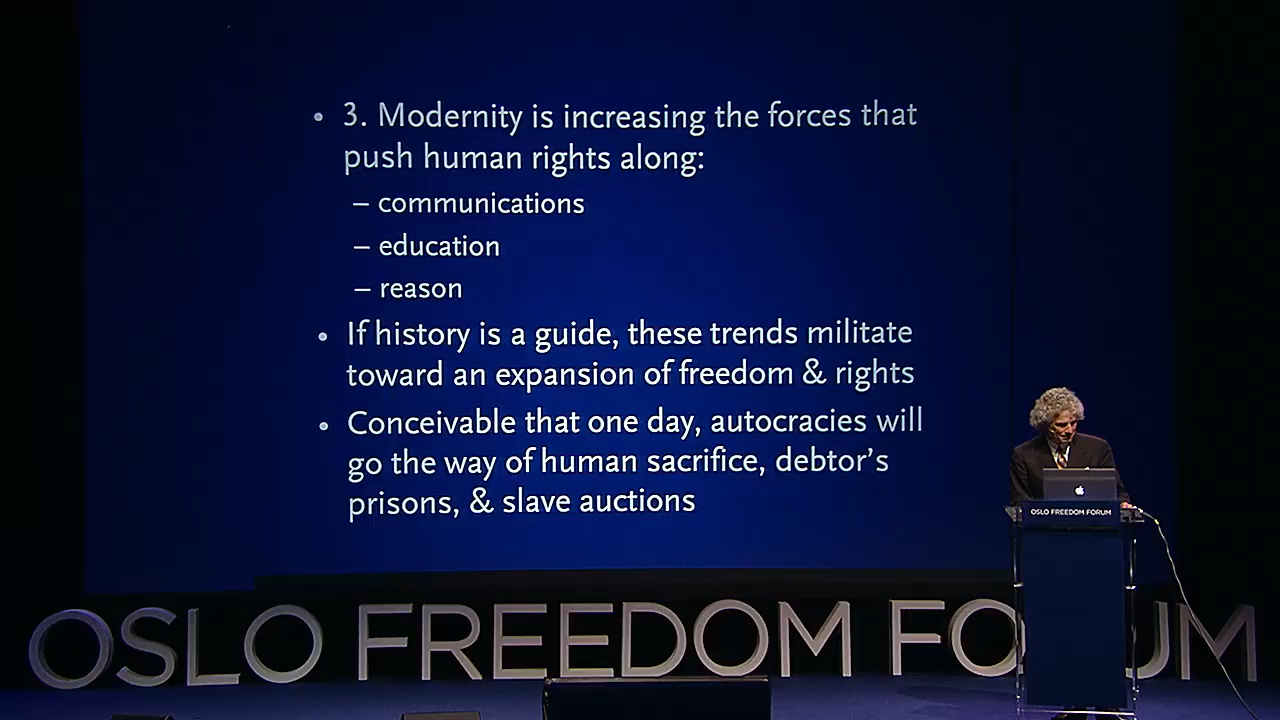 • 3. Modernity is increasing the forces that
push human rights along:
– communications
– education
– reason
• If history is a guide, these trends militate
toward an expansion of freedom & rights
• Conceivable that one day, autocracies will
go the way of human sacrifice, debtor’s
prisons, & slave auctions
OSLO FREEDOM FORUM
OSLO FREEDOM FORUM